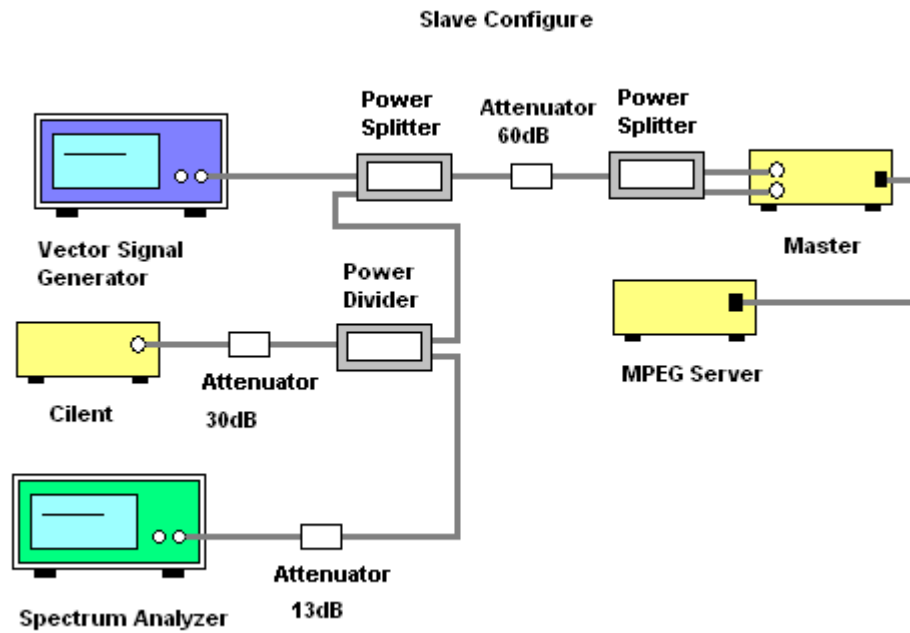 Slave Configure
Power
Splitter
Attenuator
60dB
Power
Splitter
Vector Signal
Generator
Master
Power
Divider
MPEG Server
Cilent
Attenuator
30dB
Attenuator
13dB
Spectrum Analyzer